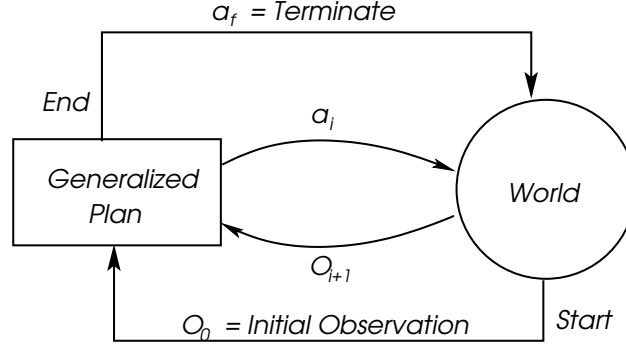 a_f = Terminate
End
a_i
Generalized
Plan
World
O_{i+1}
O_0 = Initial Observation
Start